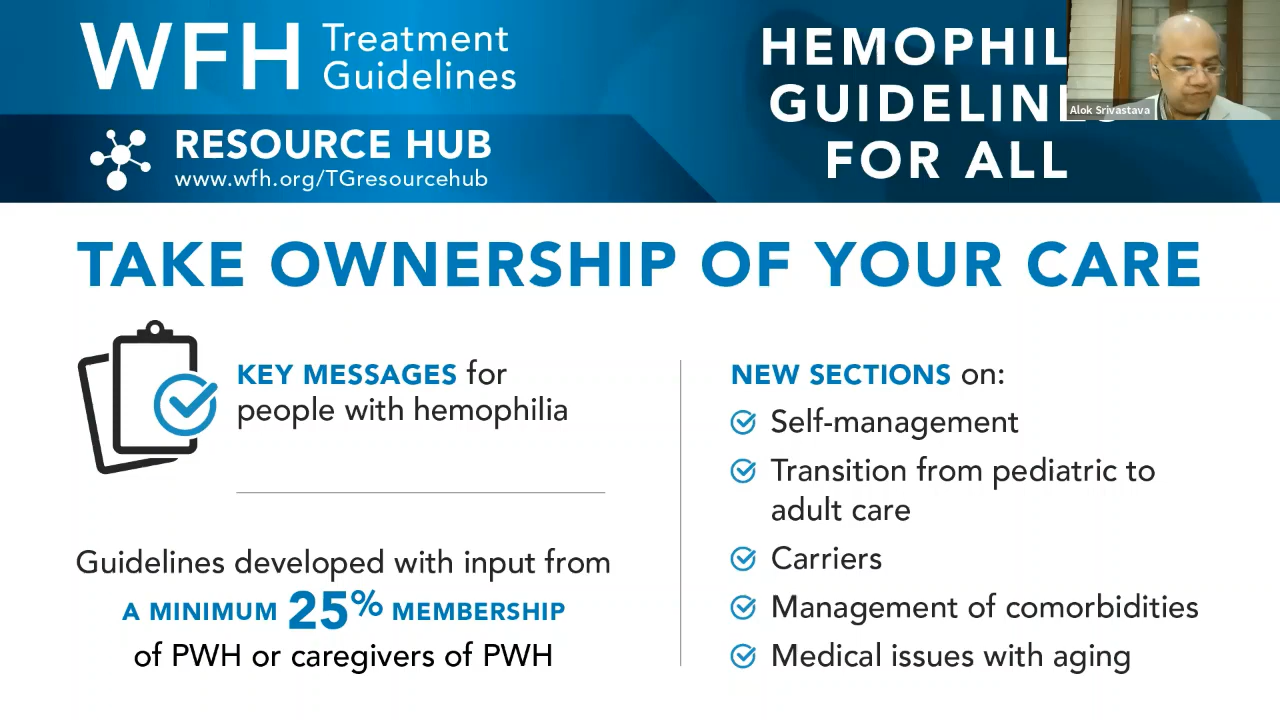 WFH Treatment
Guidelines
RESOURCE HUB
www.wfh.org/TGresourcehub
HEMOPHIL
GUIDELINE
FOR ALL
Alok Srivastava
TAKE OWNERSHIP OF YOUR CARE
KEY MESSAGES for
people with hemophilia
Guidelines developed with input from
A MINIMUM 25% MEMBERSHIP
of PWH or caregivers of PWH
NEW SECTIONS on:
Self-management
Transition from pediatric to
adult care
Carriers
Management of comorbidities
Medical issues with aging